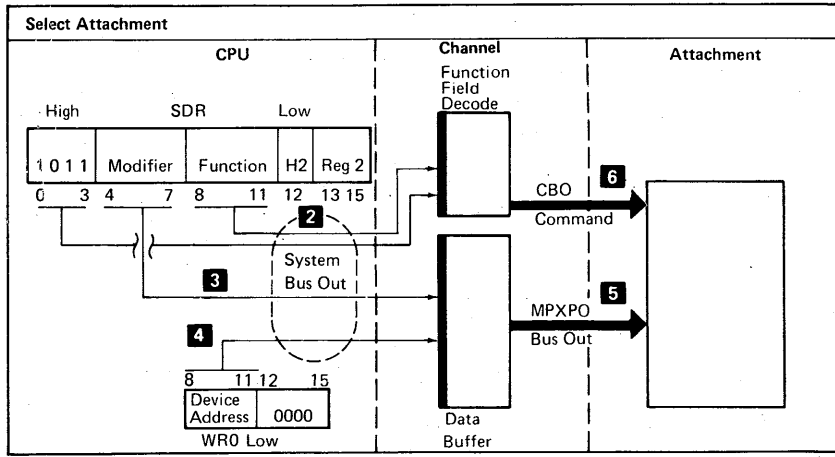 Select Attachment
CPU
Channel
Attachment
Function
Field
Decode
High SDR Low
1 0 1 1 Modifier Function H2 Reg 2
0 3 4 7 8 11 12 13 15
2
6
CBO
Command
System
Bus Out
3
5
MPXPO
Bus Out
4
8 11 12 15
Device
Address 0000
WR0 Low
Data
Buffer